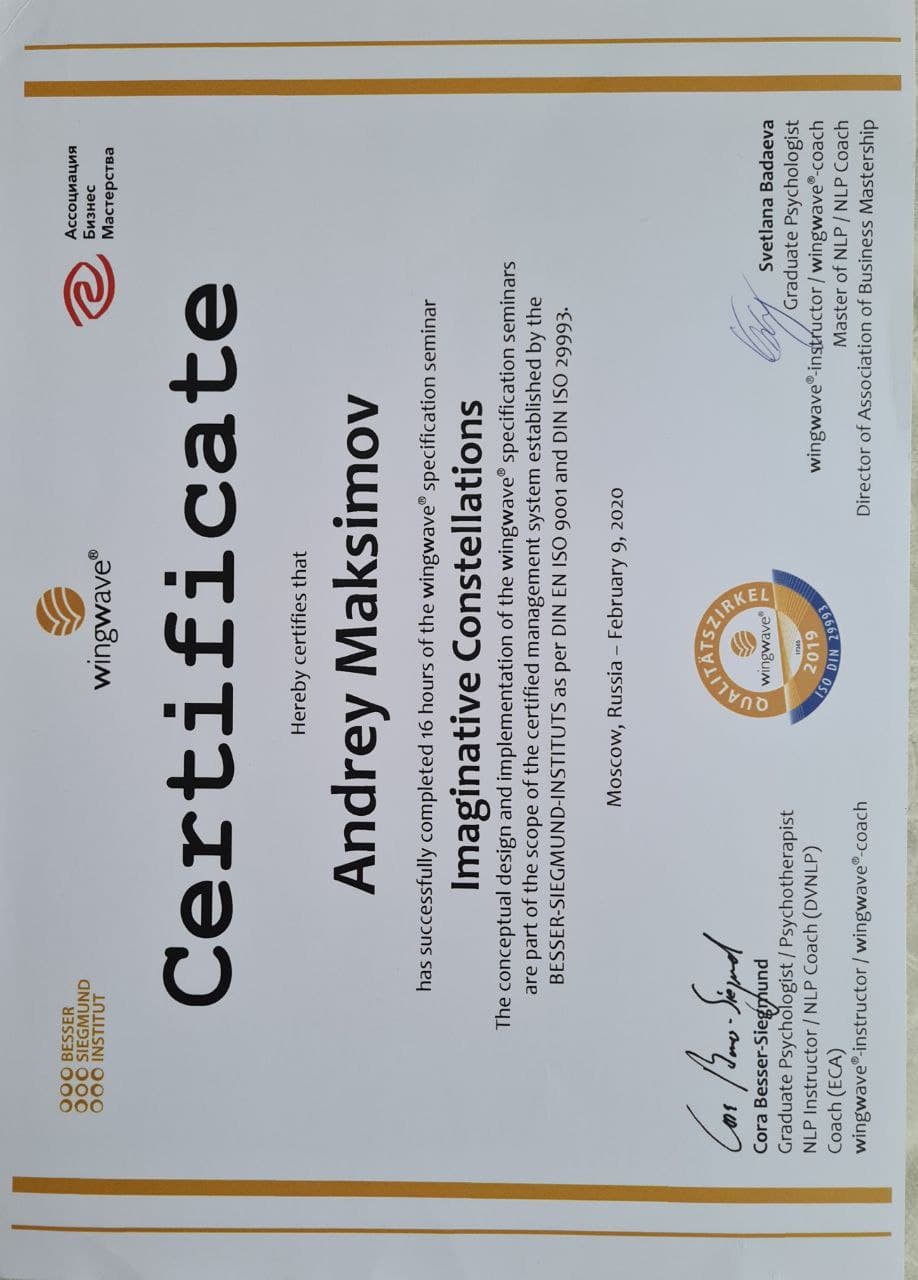 BESSER
SIEGMUND
INSTITUT
wingwave®
Ассоциация
Бизнес
Мастерства
Certificate
Hereby certifies that
Andrey Maksimov
has successfully completed 16 hours of the wingwave® specification seminar
Imaginative Constellations
The conceptual design and implementation of the wingwave® specification seminars
are part of the scope of the certified management system established by the
BESSER-SIEGMUND-INSTITUTS as per DIN EN ISO 9001 and DIN ISO 29993.
Moscow, Russia – February 9, 2020
Cora Besser-Siegmund
Cora Besser-Siegmund
Graduate Psychologist / Psychotherapist
NLP Instructor / NLP Coach (DVNLP)
Coach (ECA)
wingwave®-instructor / wingwave®-coach
QUALITÄTSZIRKEL
wingwave®
2019
ISO DIN 29993
Svetlana Badaeva
Graduate Psychologist
wingwave®-instructor / wingwave®-coach
Master of NLP / NLP Coach
Director of Association of Business Mastership